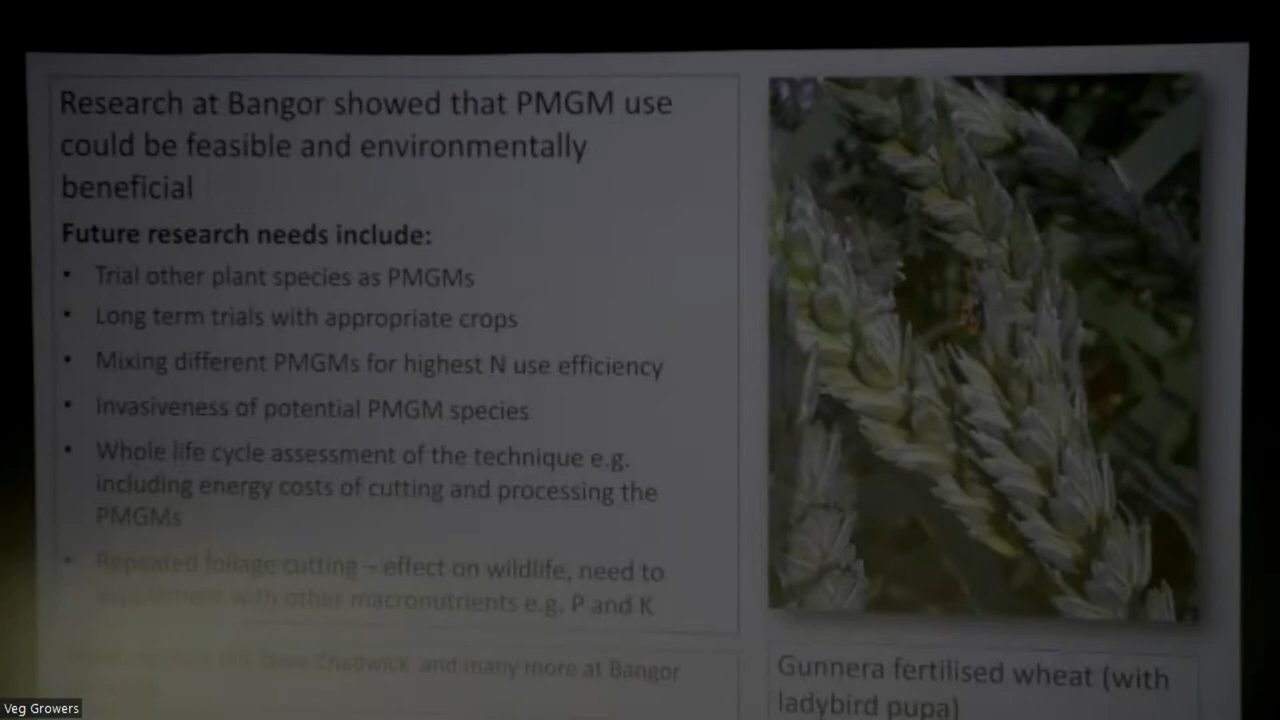 Research at Bangor showed that PMGM use
could be feasible and environmentally
beneficial
Future research needs include:
• Trial other plant species as PMGMs
• Long term trials with appropriate crops
• Mixing different PMGMs for highest N use efficiency
• Invasiveness of potential PMGM species
• Whole life cycle assessment of the technique e.g.
including energy costs of cutting and processing the
PMGMs
• Repeated foliage cutting – effect on wildlife, need to
supplement with other macronutrients e.g. P and K
Dave Chadwick and many more at Bangor
Gunnera fertilised wheat (with
ladybird pupa)
Veg Growers